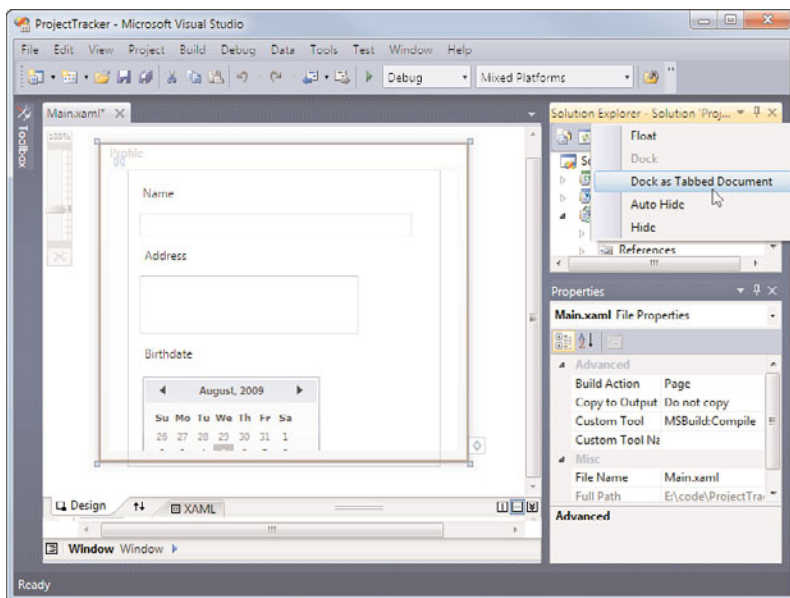 ProjectTracker - Microsoft Visual Studio
File Edit View Project Build Debug Data Tools Test Window Help
Debug Mixed Platforms
Toolbox
Main.xaml*
100%
Profile
Name
Address
Birthdate
August, 2009
Su Mo Tu We Th Fr Sa
26 27 28 29 30 31 1
Design
XAML
Window Window
Solution Explorer - Solution 'Proj...
Float
Dock
Dock as Tabbed Document
Auto Hide
Hide
References
Properties
Main.xaml File Properties
Advanced
Build Action Page
Copy to Output Do not copy
Custom Tool MSBuild:Compile
Custom Tool Na
Misc
File Name Main.xaml
Full Path E:\code\ProjectTra
Advanced
Ready